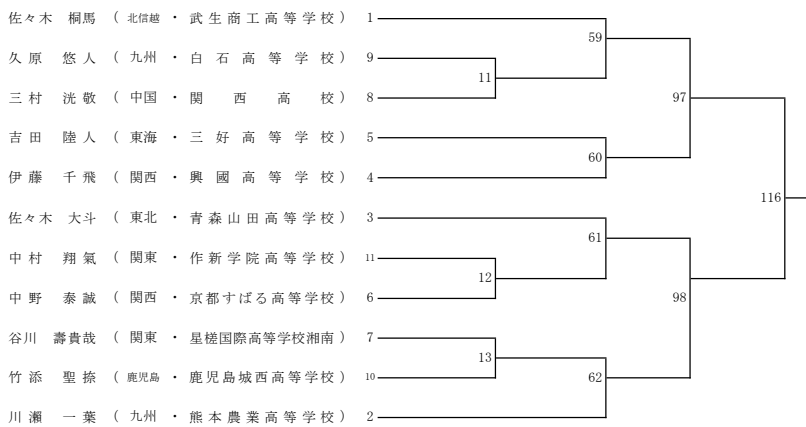 佐々木 桐馬 ( 北信越 ・ 武生商工高等学校 ) 1
久原 悠人 ( 九州 ・ 白石高等学校 ) 9
三村 洸敬 ( 中国 ・ 関西高校 ) 8
吉田 陸人 ( 東海 ・ 三好高等学校 ) 5
伊藤 千飛 ( 関西 ・ 興國高等学校 ) 4
佐々木 大斗 ( 東北 ・ 青森山田高等学校 ) 3
中村 翔氣 ( 関東 ・ 作新学院高等学校 ) 11
中野 泰誠 ( 関西 ・ 京都すばる高等学校 ) 6
谷川 壽貴哉 ( 関東 ・ 星槎国際高等学校湘南 ) 7
竹添 聖捺 ( 鹿児島 ・ 鹿児島城西高等学校 ) 10
川瀬 一葉 ( 九州 ・ 熊本農業高等学校 ) 2
11
12
13
59
60
61
62
97
98
116